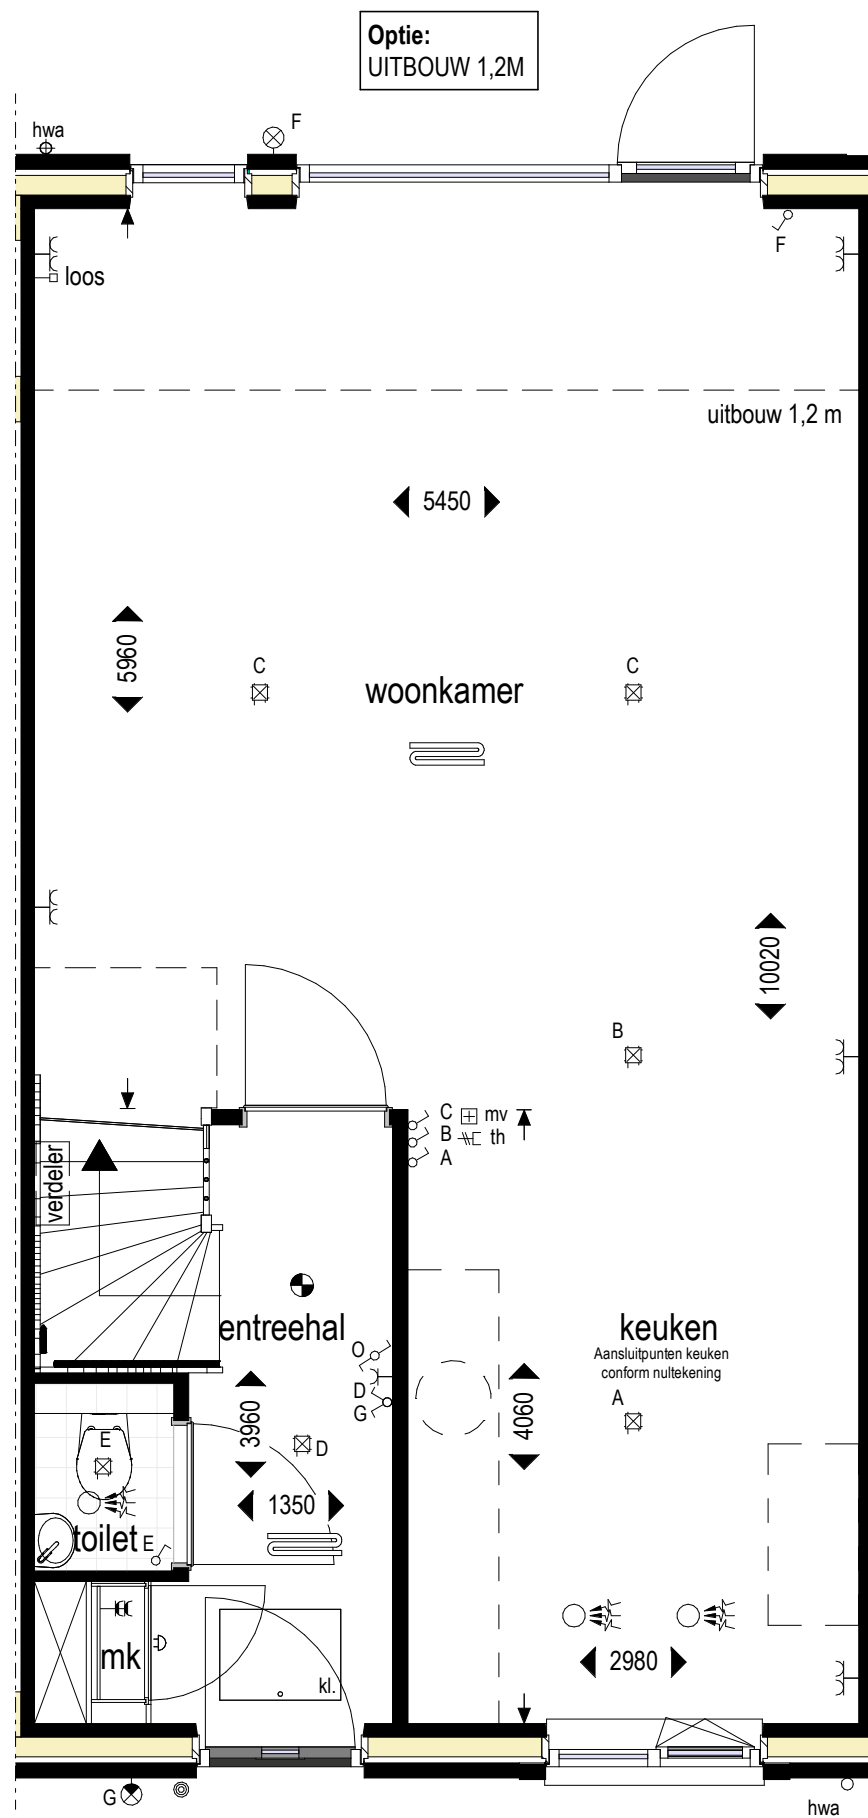 Optie:
UITBOUW 1,2M
hwa
F
F
loos
uitbouw 1,2 m
5450
5960
C
C
woonkamer
10020
B
C mv
B th
A
verdeler
entreehal
keuken
Aansluitpunten keuken
conform nultekening
O
D
G
A
3960
4060
E
D
1350
toilet
E
mk
kl.
2980
G
hwa